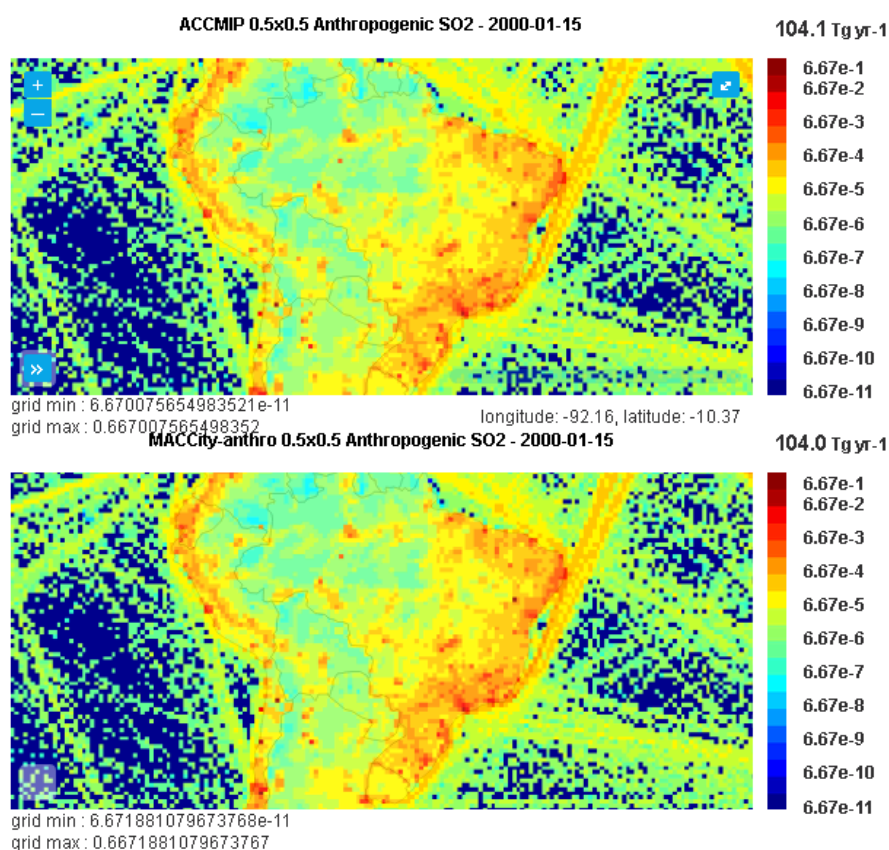 ACCMIP 0.5x0.5 Anthropogenic SO2 - 2000-01-15
104.1 Tg yr-1
+
–
6.67e-1
6.67e-2
6.67e-3
6.67e-4
6.67e-5
6.67e-6
6.67e-7
6.67e-8
6.67e-9
6.67e-10
6.67e-11
»
grid min : 6.670075654983521e-11
grid max : 0.667007565498352
longitude: -92.16, latitude: -10.37
MACCity-anthro 0.5x0.5 Anthropogenic SO2 - 2000-01-15
104.0 Tg yr-1
6.67e-1
6.67e-2
6.67e-3
6.67e-4
6.67e-5
6.67e-6
6.67e-7
6.67e-8
6.67e-9
6.67e-10
6.67e-11
grid min : 6.6718811079673768e-11
grid max : 0.6671881079673767